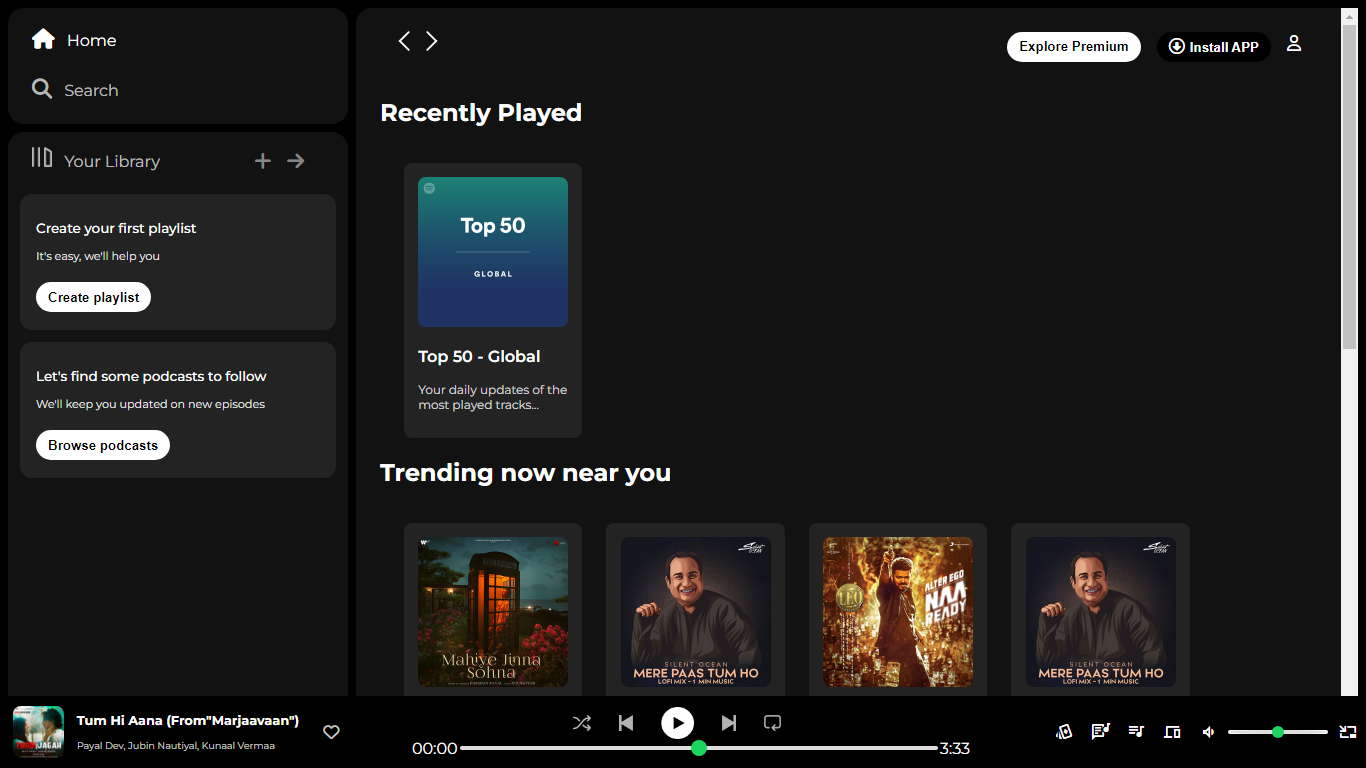 Home
Search
Your Library
Create your first playlist
It's easy, we'll help you
Create playlist
Let's find some podcasts to follow
We'll keep you updated on new episodes
Browse podcasts
Explore Premium
Install APP
Recently Played
Top 50
GLOBAL
Top 50 - Global
Your daily updates of the
most played tracks...
Trending now near you
Mahiye Jinna
Sohna
Silent
OCEAN
SILENT OCEAN
MERE PAAS TUM HO
LOFI MIX – 1 MIN MUSIC
LEO
ALTER EGO
NAA
READY
Silent
OCEAN
SILENT OCEAN
MERE PAAS TUM HO
LOFI MIX – 1 MIN MUSIC
Tum Hi Aana (From"Marjaavaan")
Payal Dev, Jubin Nautiyal, Kunaal Vermaa
00:00
3:33